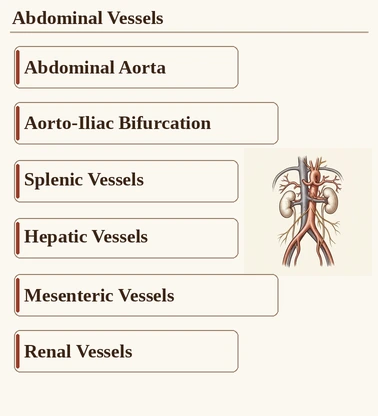 Abdominal Vessels
Abdominal Aorta
Aorto-Iliac Bifurcation
Splenic Vessels
Hepatic Vessels
Mesenteric Vessels
Renal Vessels